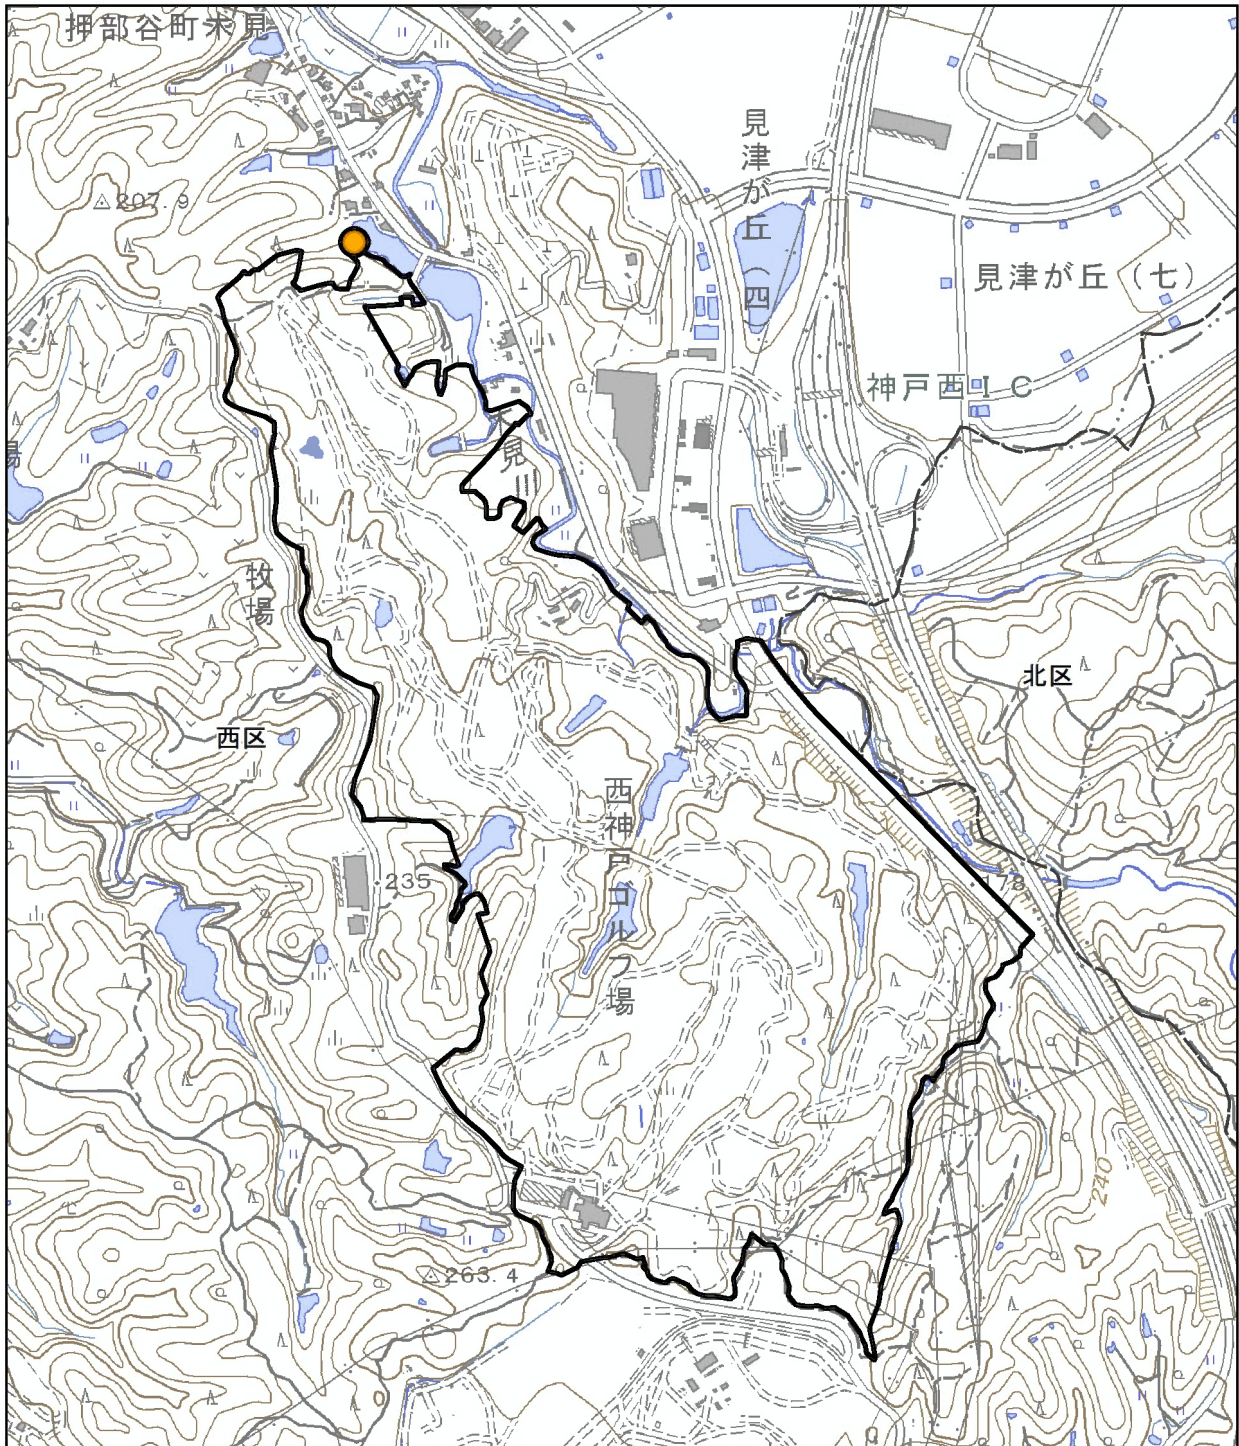 押部谷町木見
見津が丘（四）
207.9
見津が丘（七）
神戸西ＩＣ
見
牧場
北区
西区
西神戸ゴルフ場
235
178
240
263.4